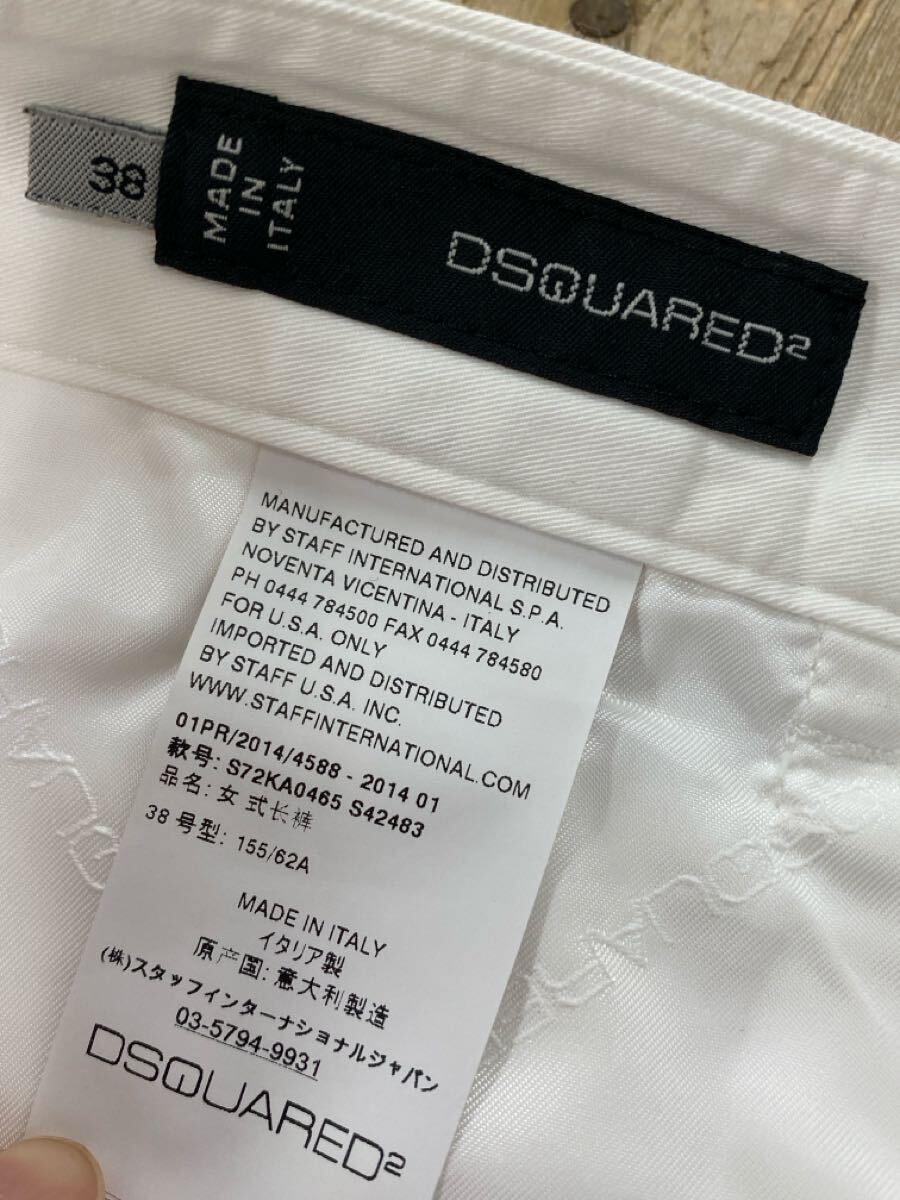 38
MADE
IN
ITALY
DSQUARED2
MANUFACTURED AND DISTRIBUTED
BY STAFF INTERNATIONAL S.P.A.
NOVENTA VICENTINA - ITALY
PH 0444 784500 FAX 0444 784580
FOR U.S.A. ONLY
IMPORTED AND DISTRIBUTED
BY STAFF U.S.A. INC.
WWW.STAFFINTERNATIONAL.COM
01PR/2014/4588 - 2014 01
款号: S72KA0465 S42483
品名: 女式长裤
38 号型: 155/62A
MADE IN ITALY
イタリア製
原产国: 意大利製造
(株)スタッフインターナショナルジャパン
03-5794-9931
DSQUARED2